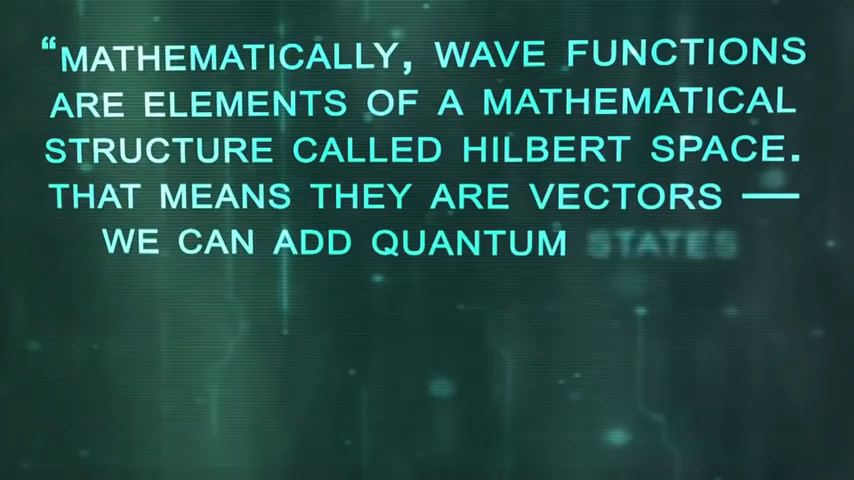 “MATHEMATICALLY, WAVE FUNCTIONS
ARE ELEMENTS OF A MATHEMATICAL
STRUCTURE CALLED HILBERT SPACE.
THAT MEANS THEY ARE VECTORS —
WE CAN ADD QUANTUM STATES